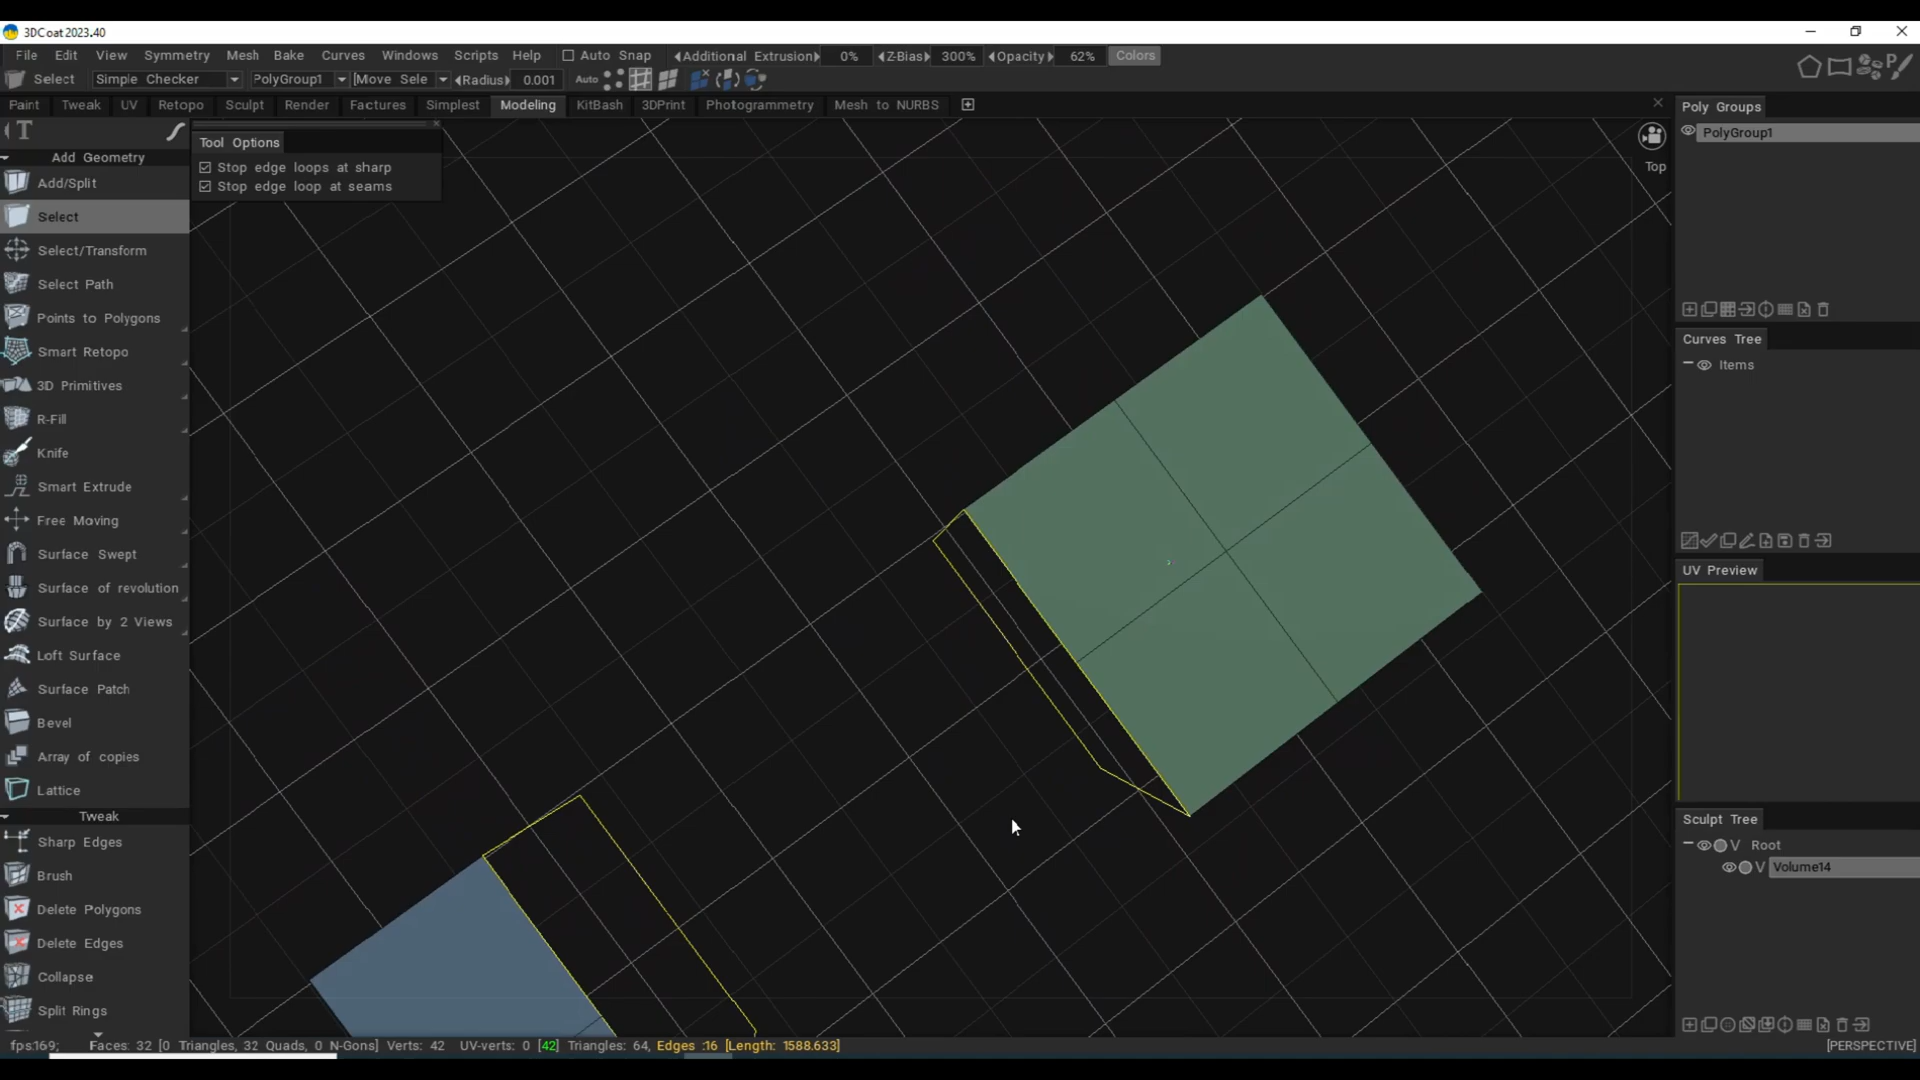 3DCoat2023.40
File Edit View Symmetry Mesh Bake Curves Windows Scripts Help Auto Snap Additional Extrusion 0% Z-Bias 300% Opacity 62% Colors
Select Simple Checker PolyGroup1 [Move Sele Radius 0.001 Auto
Paint Tweak UV Retopo Sculpt Render Factures Simplest Modeling KitBash 3DPrint Photogrammetry Mesh to NURBS
T
Add Geometry
Add/Split
Select
Select/Transform
Select Path
Points to Polygons
Smart Retopo
3D Primitives
R-Fill
Knife
Smart Extrude
Free Moving
Surface Swept
Surface of revolution
Surface by 2 Views
Loft Surface
Surface Patch
Bevel
Array of copies
Lattice
Tweak
Sharp Edges
Brush
Delete Polygons
Delete Edges
Collapse
Split Rings
Tool Options
Stop edge loops at sharp
Stop edge loop at seams
Top
Poly Groups
PolyGroup1
Curves Tree
Items
UV Preview
Sculpt Tree
V Root
V Volume14
fps:169; Faces: 32 [0 Triangles, 32 Quads, 0 N-Gons] Verts: 42 UV-verts: 0 [42] Triangles: 64, Edges :16 [Length: 1588.633] [PERSPECTIVE]